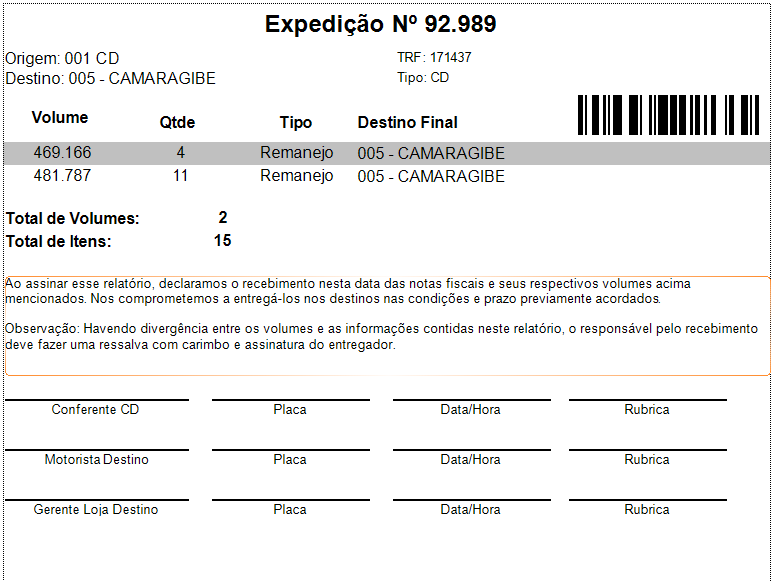 Expedição Nº 92.989
Origem: 001 CD
TRF: 171437
Destino: 005 - CAMARAGIBE
Tipo: CD
Volume Qtde Tipo Destino Final
469.166 4 Remanejo 005 - CAMARAGIBE
481.787 11 Remanejo 005 - CAMARAGIBE
Total de Volumes: 2
Total de Itens: 15
Ao assinar esse relatório, declaramos o recebimento nesta data das notas fiscais e seus respectivos volumes acima
mencionados. Nos comprometemos a entregá-los nos destinos nas condições e prazo previamente acordados.
Observação: Havendo divergência entre os volumes e as informações contidas neste relatório, o responsável pelo recebimento
deve fazer uma ressalva com carimbo e assinatura do entregador.
Conferente CD Placa Data/Hora Rubrica
Motorista Destino Placa Data/Hora Rubrica
Gerente Loja Destino Placa Data/Hora Rubrica